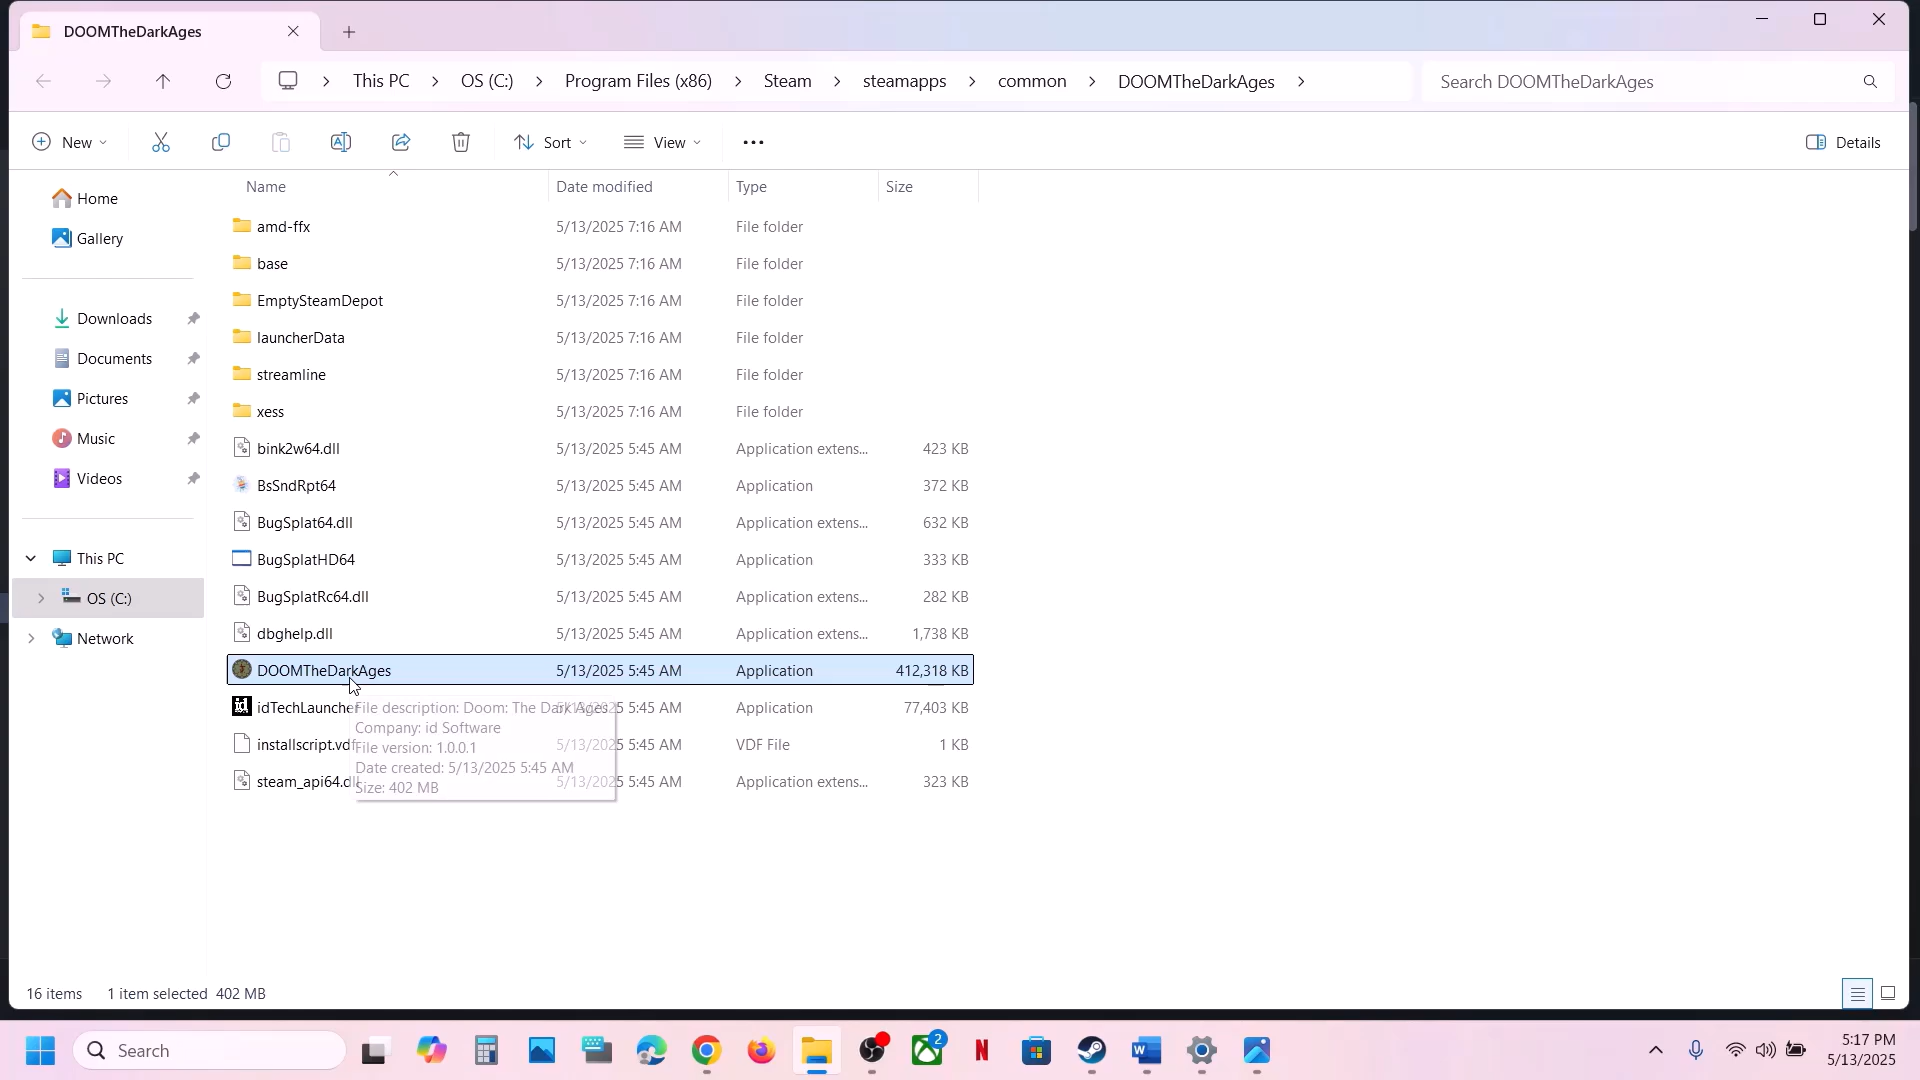 DOOMTheDarkAges
This PC > OS (C:) > Program Files (x86) > Steam > steamapps > common > DOOMTheDarkAges >
Search DOOMTheDarkAges
New
Sort
View
Details
Name Date modified Type Size
Home
Gallery
Downloads
Documents
Pictures
Music
Videos
This PC
OS (C:)
Network
amd-ffx 5/13/2025 7:16 AM File folder
base 5/13/2025 7:16 AM File folder
EmptySteamDepot 5/13/2025 7:16 AM File folder
launcherData 5/13/2025 7:16 AM File folder
streamline 5/13/2025 7:16 AM File folder
xess 5/13/2025 7:16 AM File folder
bink2w64.dll 5/13/2025 5:45 AM Application extens... 423 KB
BsSndRpt64 5/13/2025 5:45 AM Application 372 KB
BugSplat64.dll 5/13/2025 5:45 AM Application extens... 632 KB
BugSplatHD64 5/13/2025 5:45 AM Application 333 KB
BugSplatRc64.dll 5/13/2025 5:45 AM Application extens... 282 KB
dbghelp.dll 5/13/2025 5:45 AM Application extens... 1,738 KB
DOOMTheDarkAges 5/13/2025 5:45 AM Application 412,318 KB
idTechLauncher 5:45 AM Application 77,403 KB
installscript.vdf 5/13/2025 5:45 AM VDF File 1 KB
steam_api64.dll 5/13/2025 5:45 AM Application extens... 323 KB
File description: Doom: The Dark Ages
Company: id Software
File version: 1.0.0.1
Date created: 5/13/2025 5:45 AM
Size: 402 MB
16 items 1 item selected 402 MB
Search
2
5:17 PM
5/13/2025